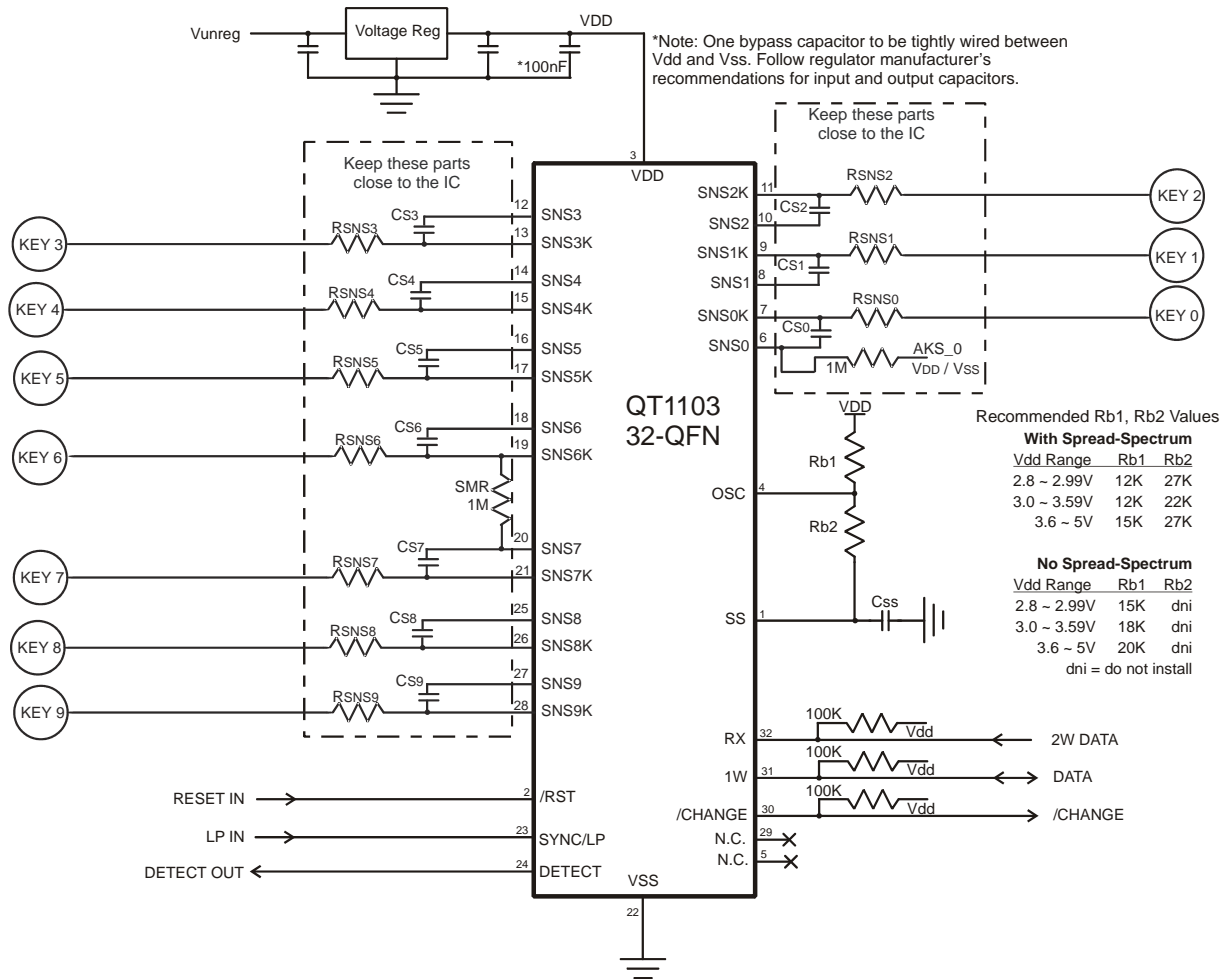 Vunreg
Voltage Reg
VDD
*100nF
*Note: One bypass capacitor to be tightly wired between
Vdd and Vss. Follow regulator manufacturer's
recommendations for input and output capacitors.
Keep these parts
close to the IC
Keep these parts
close to the IC
3
VDD
QT1103
32-QFN
KEY 3
RSNS3
CS3
12
SNS3
13
SNS3K
KEY 4
RSNS4
CS4
14
SNS4
15
SNS4K
KEY 5
RSNS5
CS5
16
SNS5
17
SNS5K
KEY 6
RSNS6
CS6
18
SNS6
19
SNS6K
SMR
1M
KEY 7
RSNS7
CS7
20
SNS7
21
SNS7K
KEY 8
RSNS8
CS8
25
SNS8
26
SNS8K
KEY 9
RSNS9
CS9
27
SNS9
28
SNS9K
RESET IN
2
/RST
LP IN
23
SYNC/LP
DETECT OUT
24
DETECT
VSS
22
SNS2K
11
RSNS2
KEY 2
SNS2
10
CS2
SNS1K
9
RSNS1
KEY 1
SNS1
8
CS1
SNS0K
7
RSNS0
KEY 0
SNS0
6
CS0
1M
AKS_0
VDD / VSS
VDD
Rb1
OSC
4
Rb2
SS
1
Css
Recommended Rb1, Rb2 Values
With Spread-Spectrum
Vdd Range Rb1 Rb2
2.8 ~ 2.99V 12K 27K
3.0 ~ 3.59V 12K 22K
3.6 ~ 5V 15K 27K
No Spread-Spectrum
Vdd Range Rb1 Rb2
2.8 ~ 2.99V 15K dni
3.0 ~ 3.59V 18K dni
3.6 ~ 5V 20K dni
dni = do not install
RX
32
100K
Vdd
2W DATA
1W
31
100K
Vdd
DATA
/CHANGE
30
100K
Vdd
/CHANGE
N.C.
29
N.C.
5